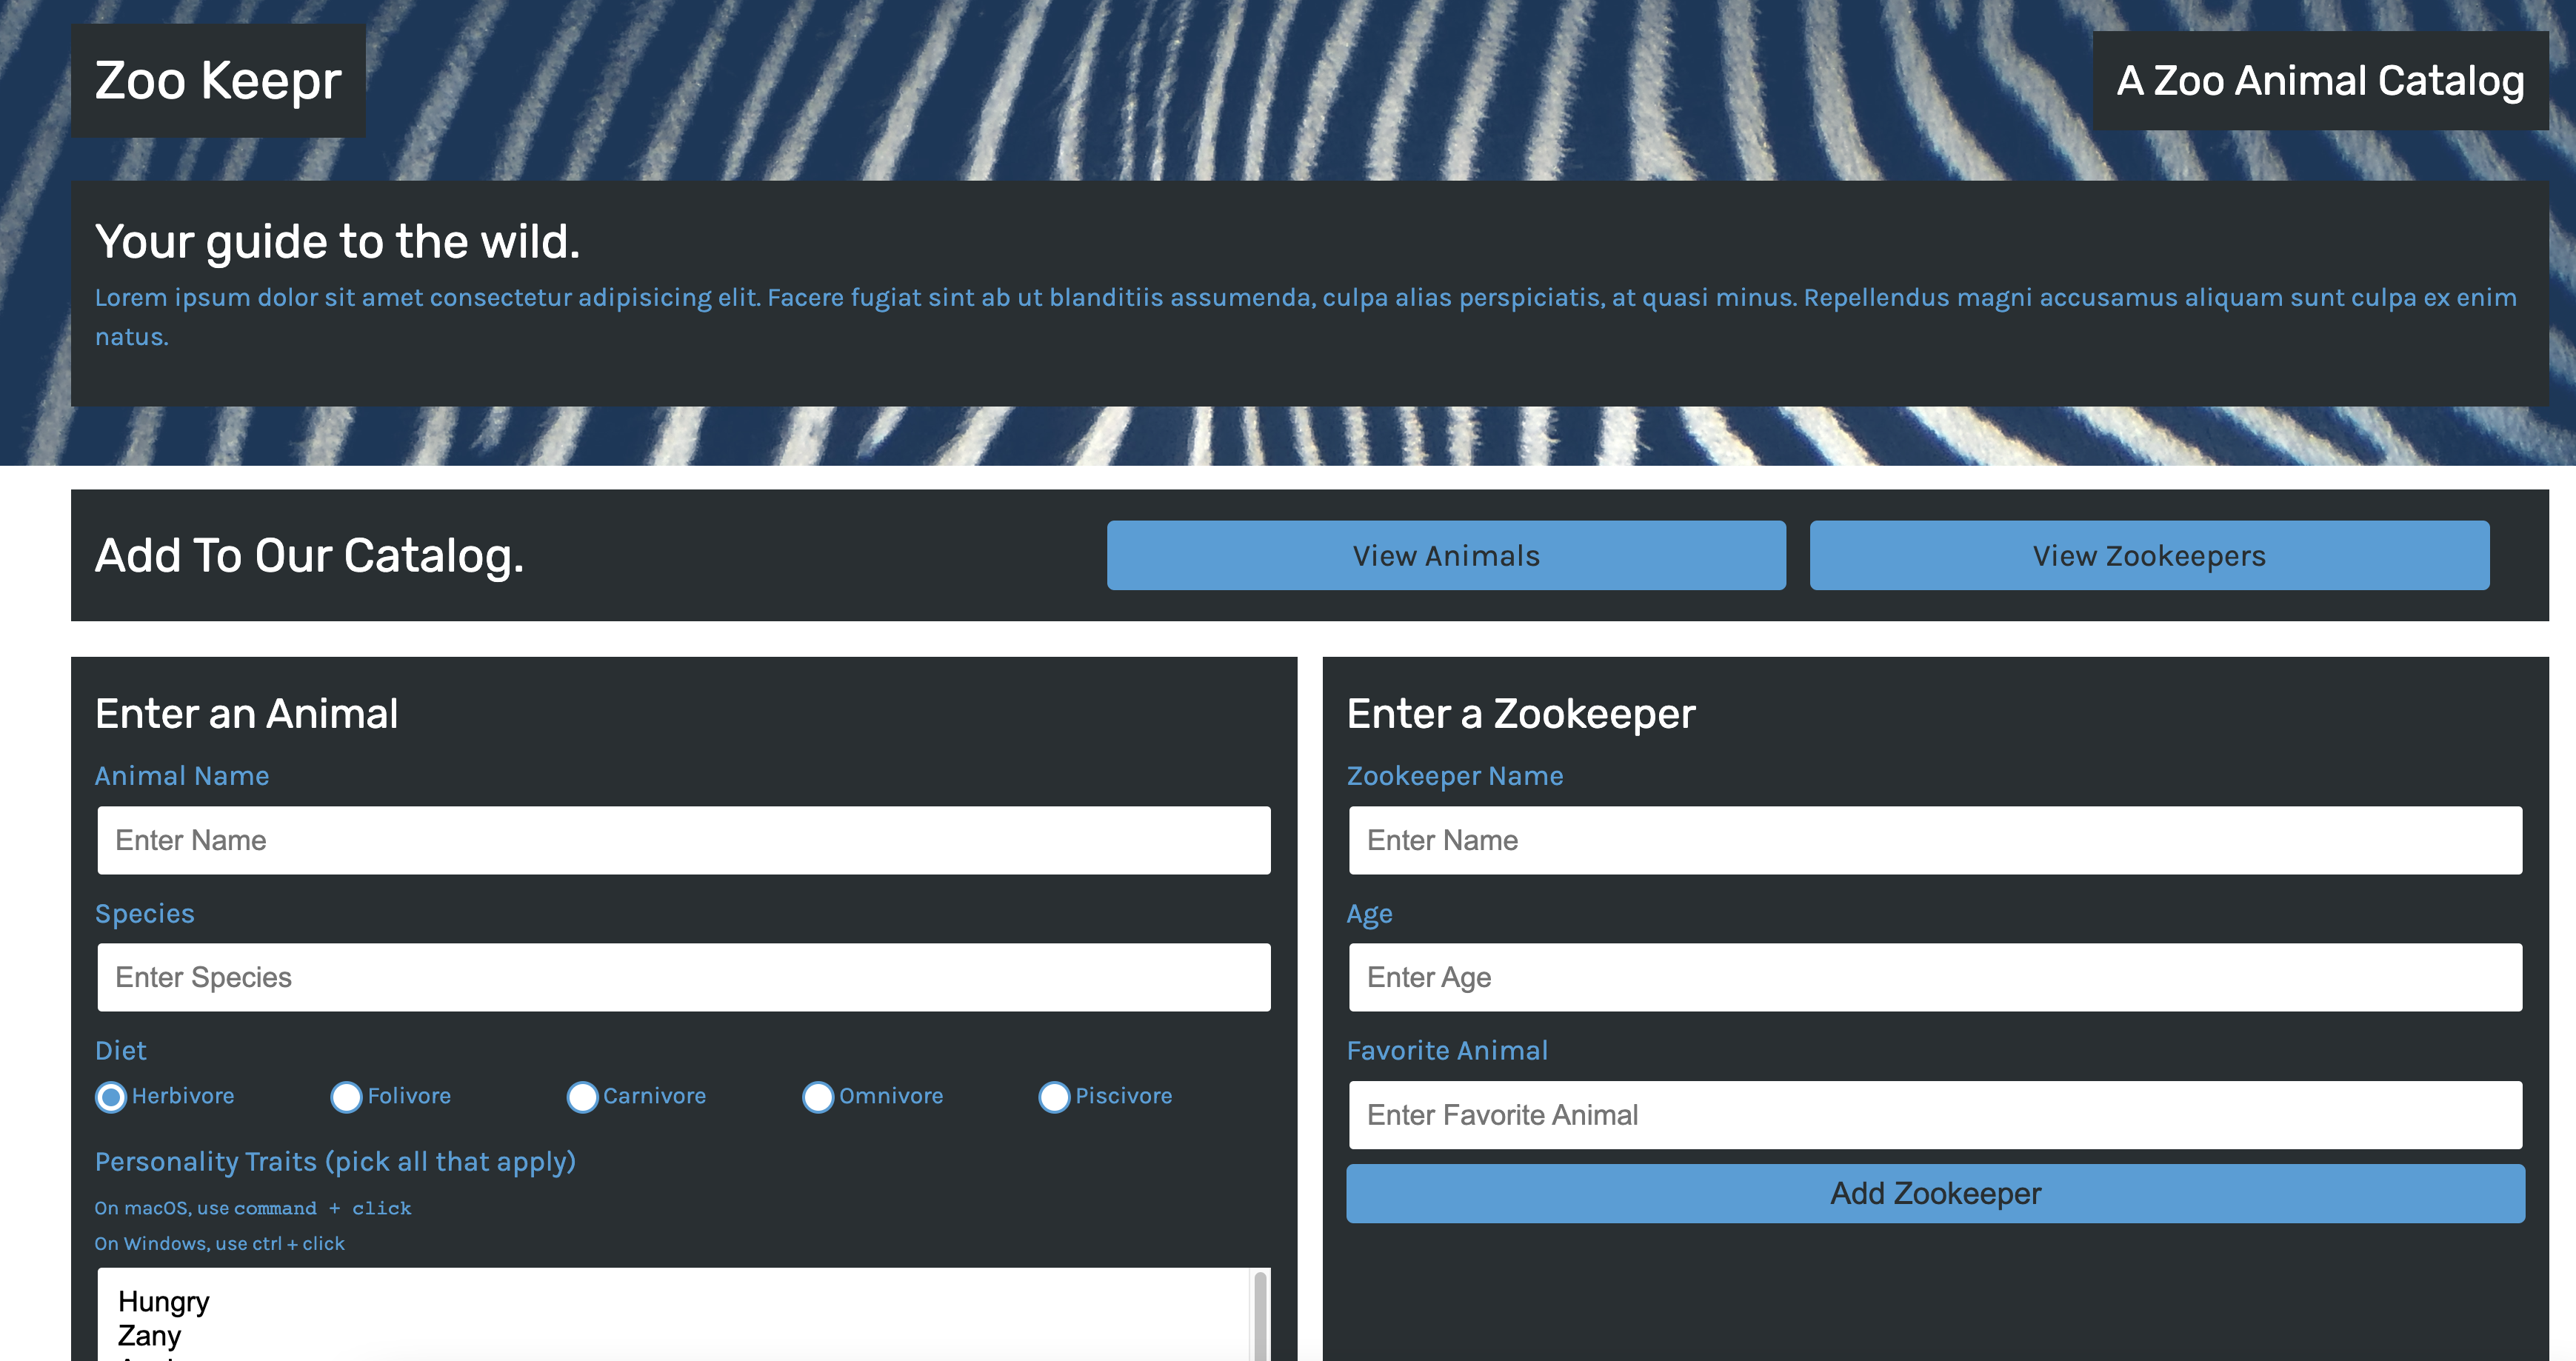 Zoo Keepr
A Zoo Animal Catalog
Your guide to the wild.
Lorem ipsum dolor sit amet consectetur adipisicing elit. Facere fugiat sint ab ut blanditiis assumenda, culpa alias perspiciatis, at quasi minus. Repellendus magni accusamus aliquam sunt culpa ex enim
natus.
Add To Our Catalog.
View Animals
View Zookeepers
Enter an Animal
Animal Name
Enter Name
Species
Enter Species
Diet
Herbivore
Folivore
Carnivore
Omnivore
Piscivore
Personality Traits (pick all that apply)
On macOS, use command + click
On Windows, use ctrl + click
Hungry
Zany
Enter a Zookeeper
Zookeeper Name
Enter Name
Age
Enter Age
Favorite Animal
Enter Favorite Animal
Add Zookeeper